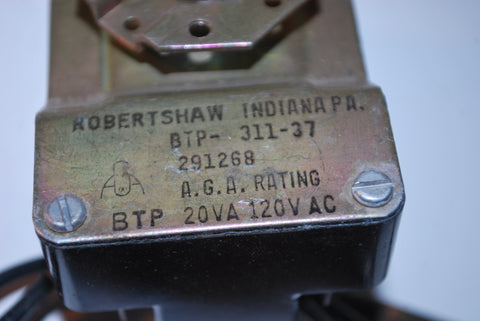 ROBERTSHAW INDIANA PA.
BTP- 311-37
291268
A.G.A. RATING
BTP 20VA 120V AC